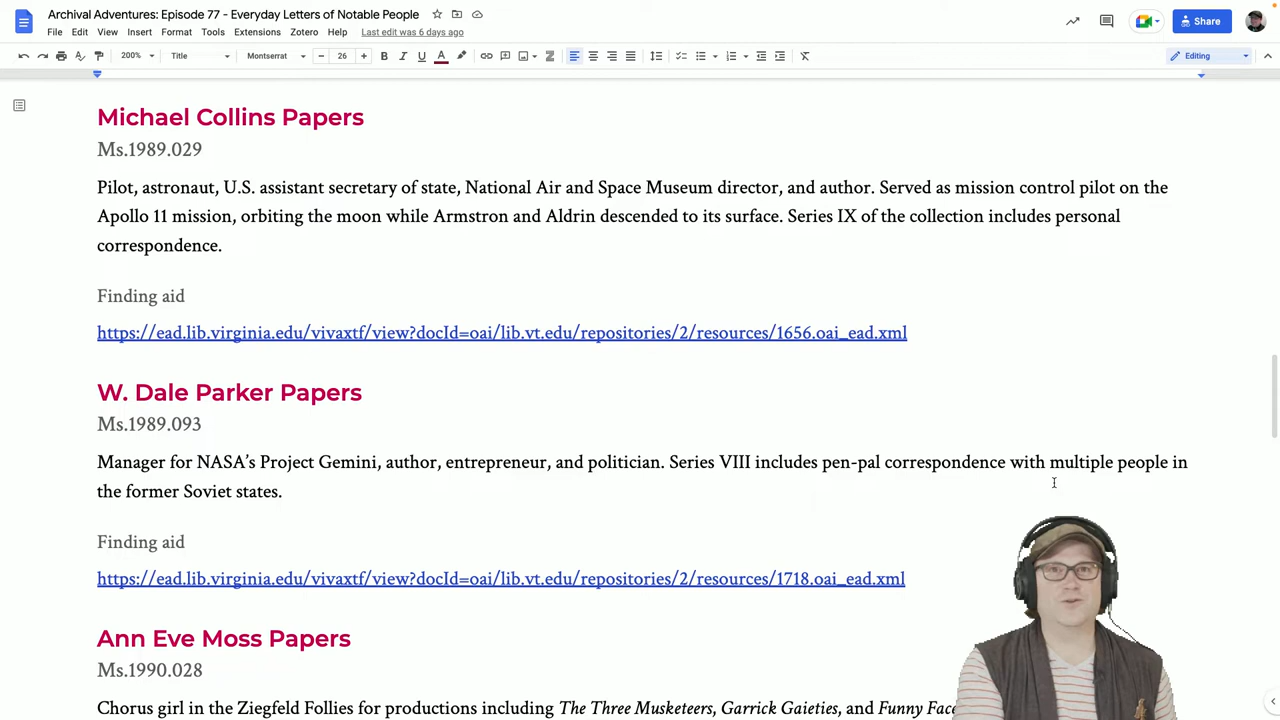 Archival Adventures: Episode 77 - Everyday Letters of Notable People
File Edit View Insert Format Tools Extensions Zotero Help Last edit was 6 days ago
Share
200% Title Montserrat 26 B I U A Editing
Michael Collins Papers
Ms.1989.029
Pilot, astronaut, U.S. assistant secretary of state, National Air and Space Museum director, and author. Served as mission control pilot on the
Apollo 11 mission, orbiting the moon while Armstron and Aldrin descended to its surface. Series IX of the collection includes personal
correspondence.
Finding aid
https://ead.lib.virginia.edu/vivaxtf/view?docId=oai/lib.vt.edu/repositories/2/resources/1656.oai_ead.xml
W. Dale Parker Papers
Ms.1989.093
Manager for NASA's Project Gemini, author, entrepreneur, and politician. Series VIII includes pen-pal correspondence with multiple people in
the former Soviet states.
Finding aid
https://ead.lib.virginia.edu/vivaxtf/view?docId=oai/lib.vt.edu/repositories/2/resources/1718.oai_ead.xml
Ann Eve Moss Papers
Ms.1990.028
Chorus girl in the Ziegfeld Follies for productions including The Three Musketeers, Garrick Gaieties, and Funny Face